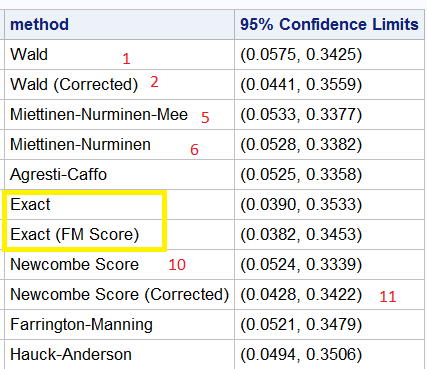 method 95% Confidence Limits
Wald 1 (0.0575, 0.3425)
Wald (Corrected) 2 (0.0441, 0.3559)
Miettinen-Nurminen-Mee 5 (0.0533, 0.3377)
Miettinen-Nurminen 6 (0.0528, 0.3382)
Agresti-Caffo (0.0525, 0.3358)
Exact (0.0390, 0.3533)
Exact (FM Score) (0.0382, 0.3453)
Newcombe Score 10 (0.0524, 0.3339)
Newcombe Score (Corrected) (0.0428, 0.3422) 11
Farrington-Manning (0.0521, 0.3479)
Hauck-Anderson (0.0494, 0.3506)